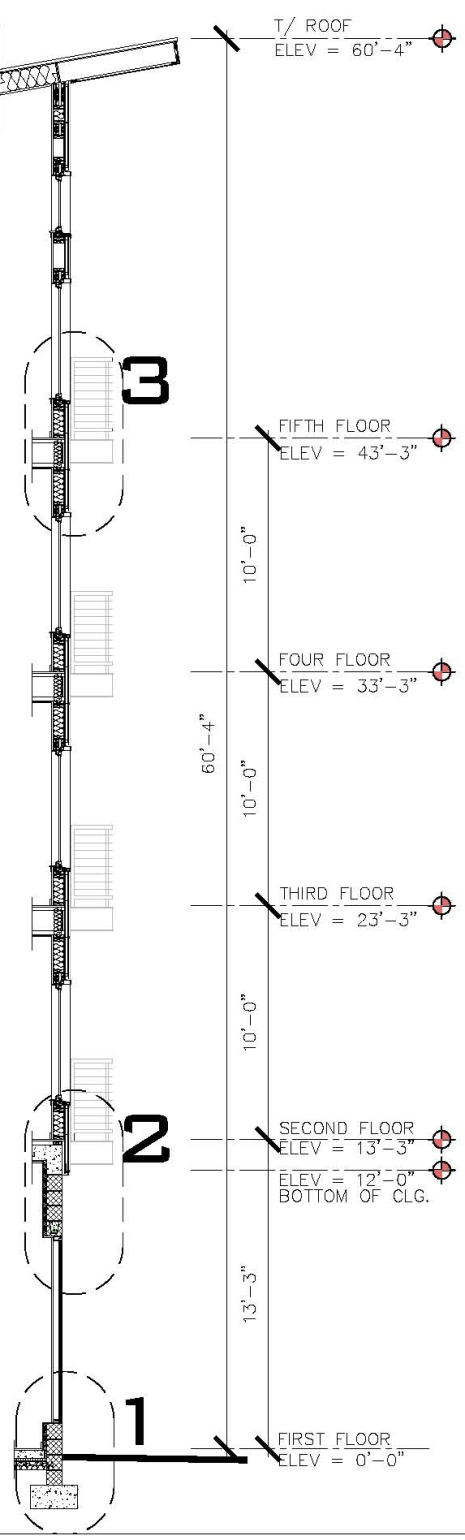 T/ ROOF
ELEV = 60'-4"
3
FIFTH FLOOR
ELEV = 43'-3"
10'-0"
FOUR FLOOR
ELEV = 33'-3"
60'-4"
10'-0"
THIRD FLOOR
ELEV = 23'-3"
10'-0"
2
SECOND FLOOR
ELEV = 13'-3"
ELEV = 12'-0"
BOTTOM OF CLG.
13'-3"
1
FIRST FLOOR
ELEV = 0'-0"